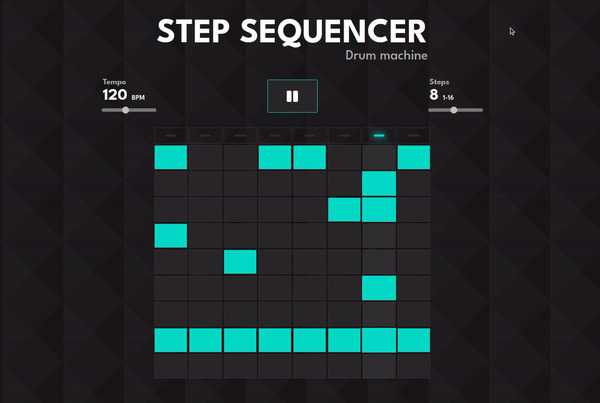 STEP SEQUENCER
Drum machine
Tempo
120 BPM
Steps
8 1-16